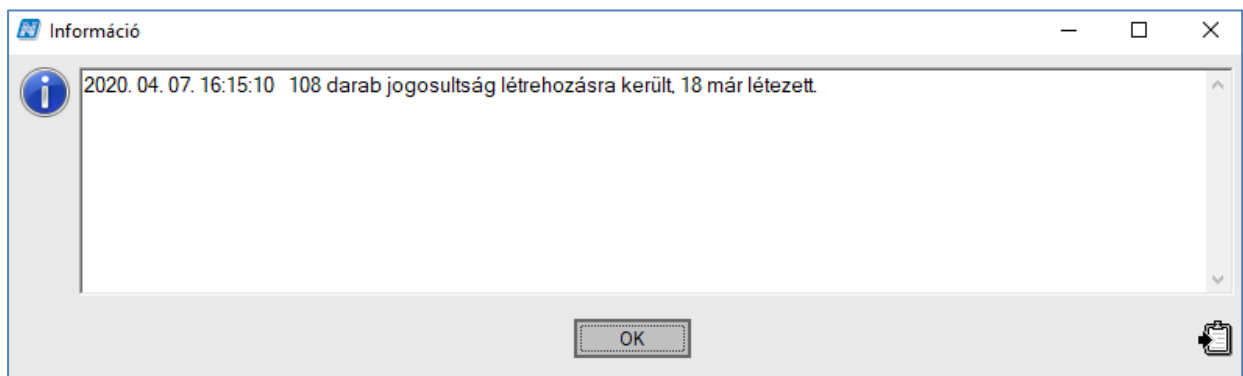 Információ
2020. 04. 07. 16:15:10   108 darab jogosultság létrehozásra került, 18 már létezett.
OK